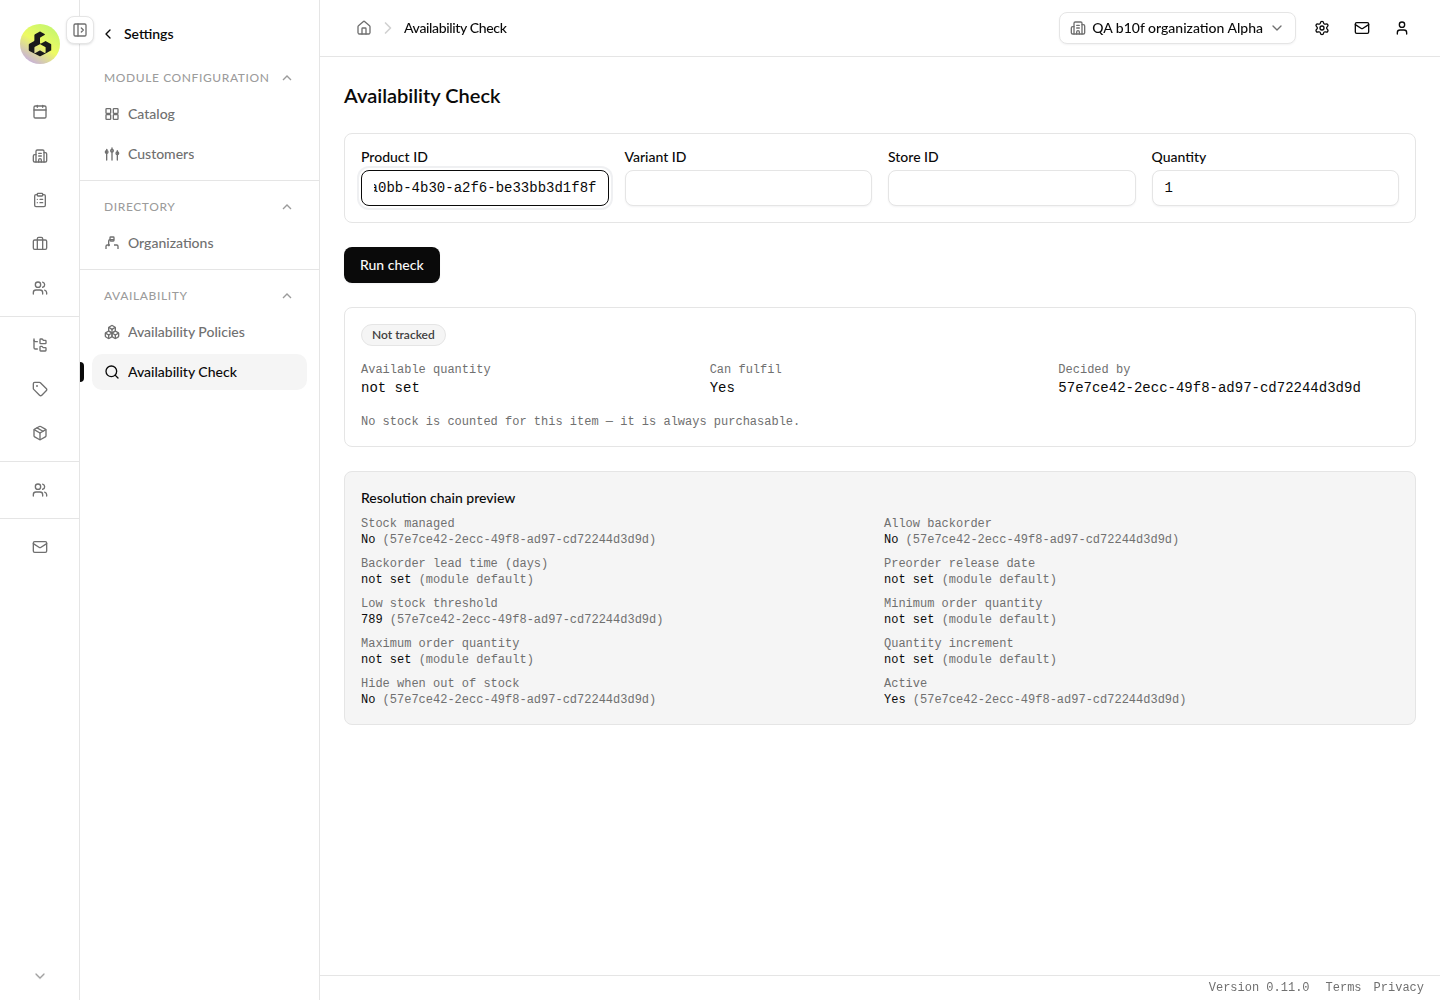 Settings
MODULE CONFIGURATION
Catalog
Customers
DIRECTORY
Organizations
AVAILABILITY
Availability Policies
Availability Check
Availability Check
QA b10f organization Alpha
Availability Check
Product ID
Variant ID
Store ID
Quantity
a0bb-4b30-a2f6-be33bb3d1f8f
1
Run check
Not tracked
Available quantity
Can fulfil
Decided by
not set
Yes
57e7ce42-2ecc-49f8-ad97-cd72244d3d9d
No stock is counted for this item — it is always purchasable.
Resolution chain preview
Stock managed
No (57e7ce42-2ecc-49f8-ad97-cd72244d3d9d)
Allow backorder
No (57e7ce42-2ecc-49f8-ad97-cd72244d3d9d)
Backorder lead time (days)
not set (module default)
Preorder release date
not set (module default)
Low stock threshold
789 (57e7ce42-2ecc-49f8-ad97-cd72244d3d9d)
Minimum order quantity
not set (module default)
Maximum order quantity
not set (module default)
Quantity increment
not set (module default)
Hide when out of stock
No (57e7ce42-2ecc-49f8-ad97-cd72244d3d9d)
Active
Yes (57e7ce42-2ecc-49f8-ad97-cd72244d3d9d)
Version 0.11.0
Terms
Privacy